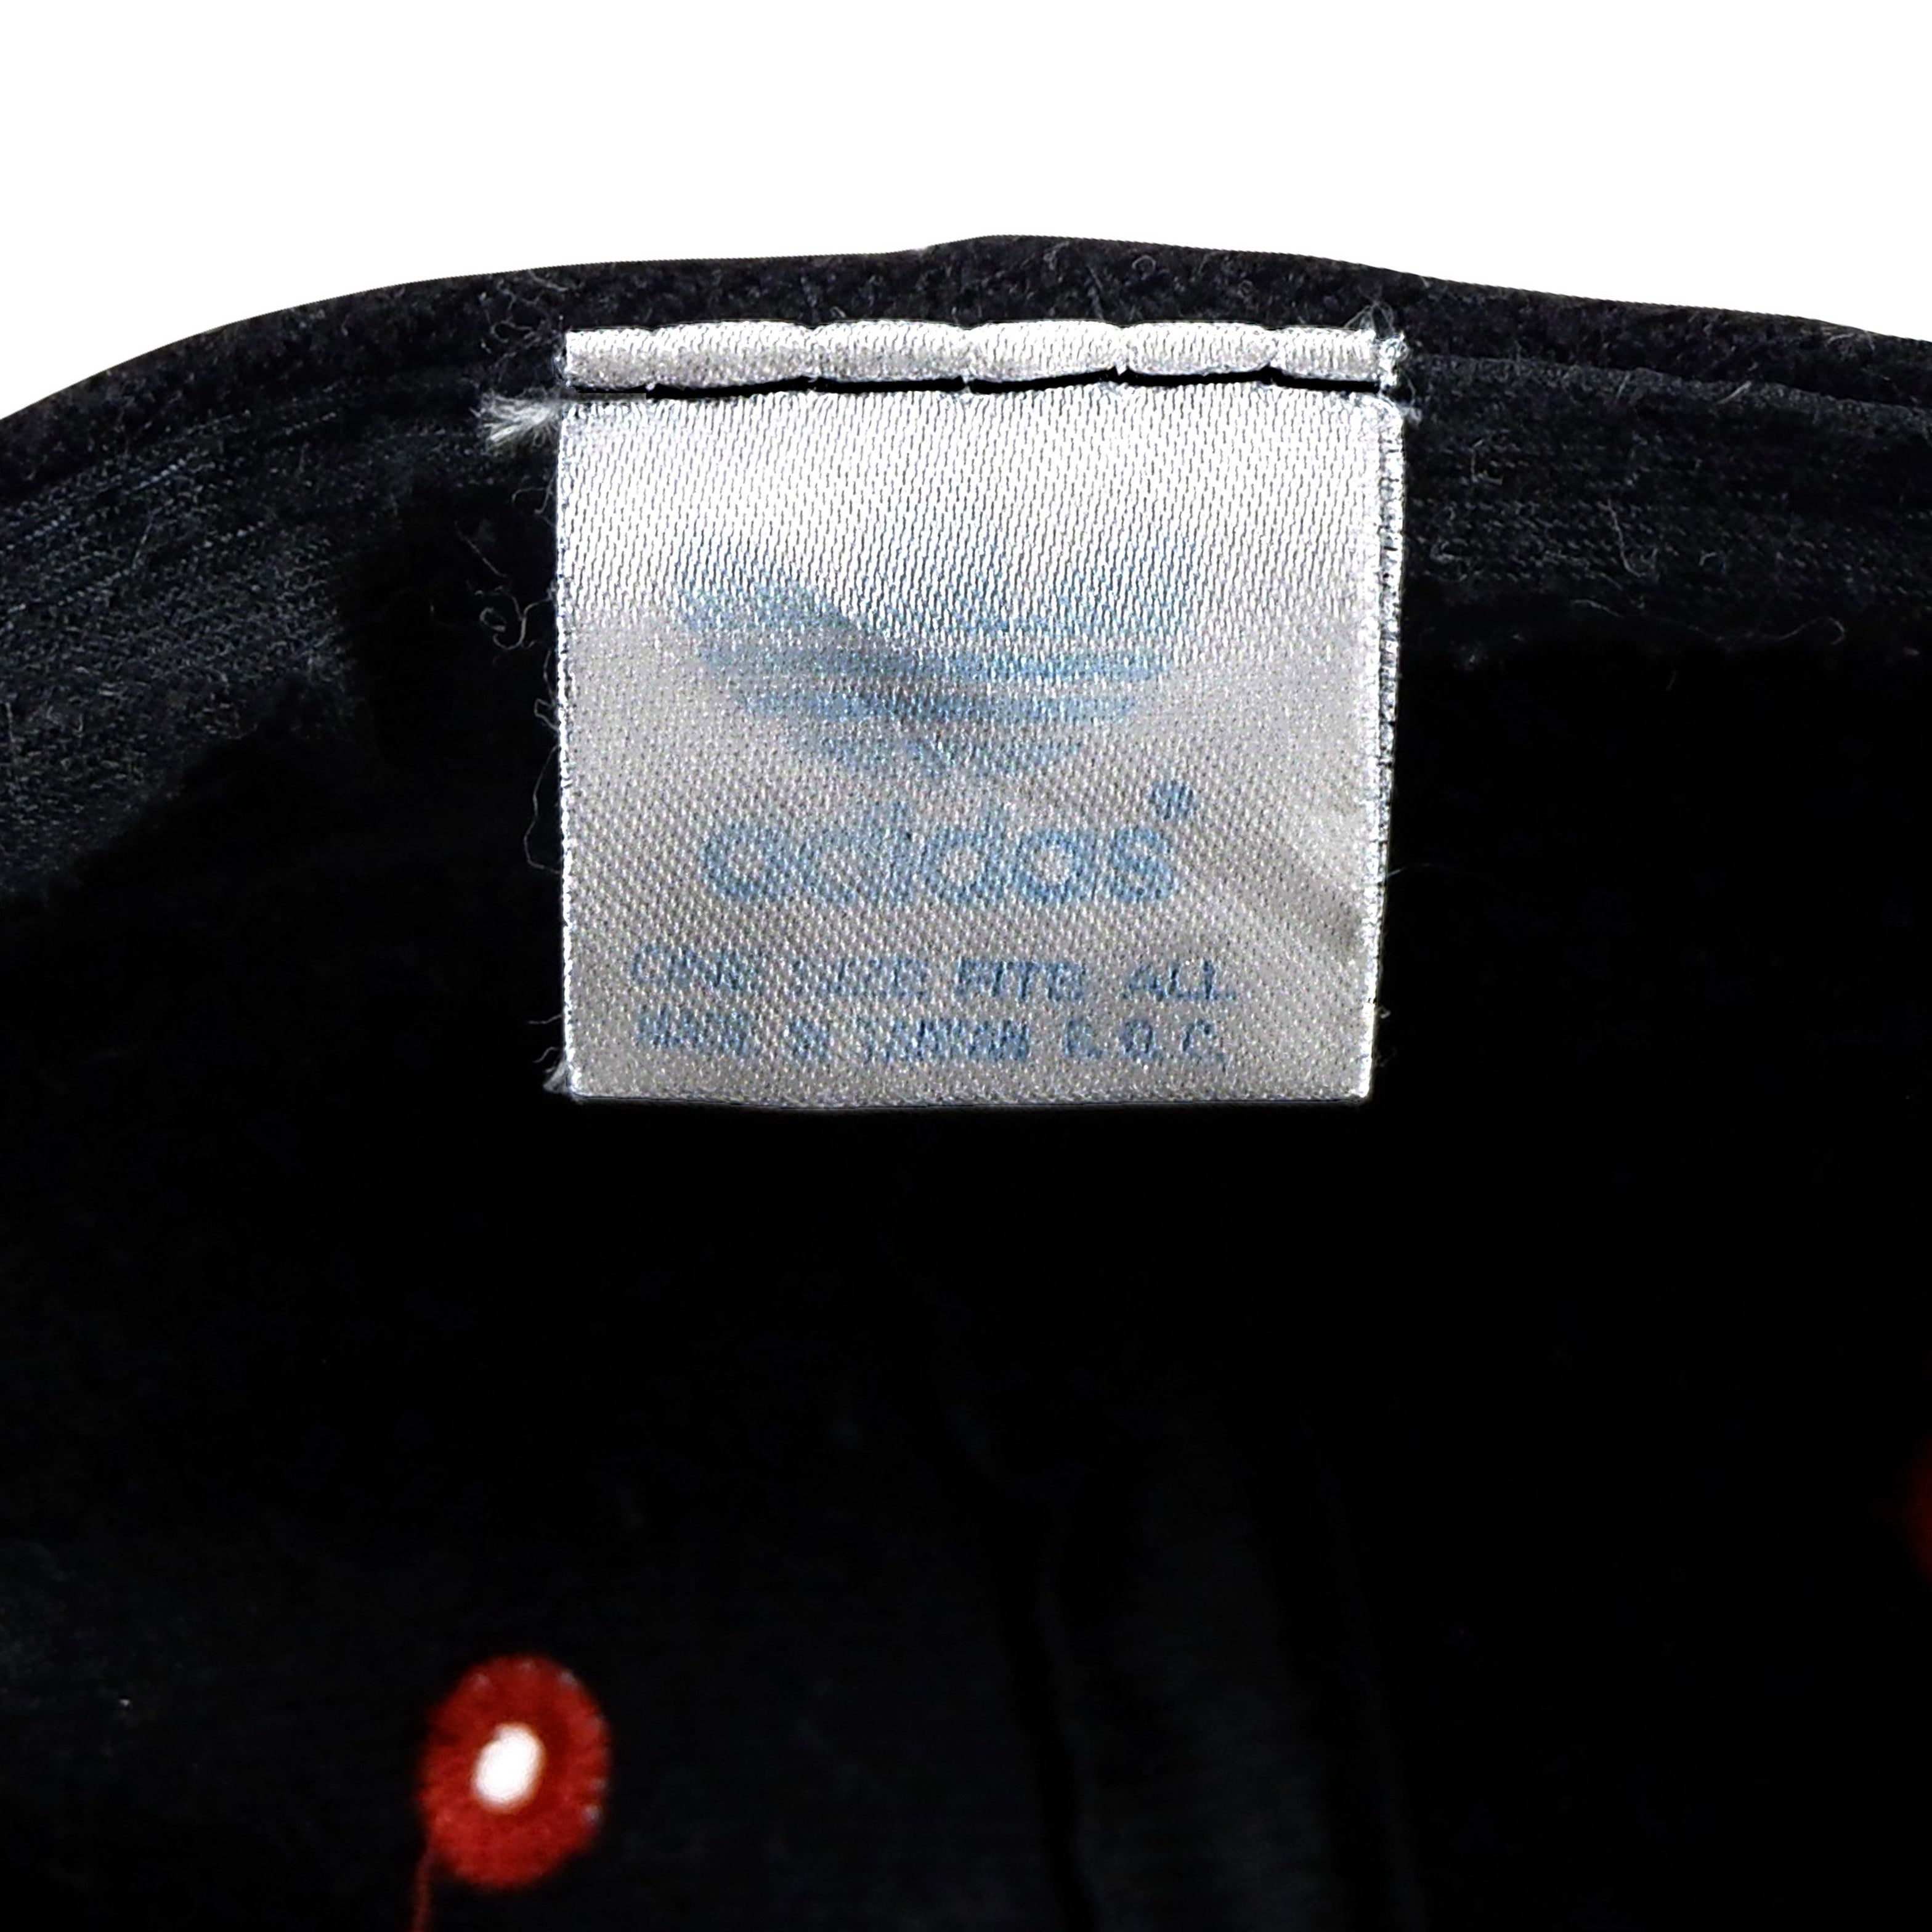 adidas®
ONE SIZE FITS ALL
MADE IN TAIWAN R.O.C.